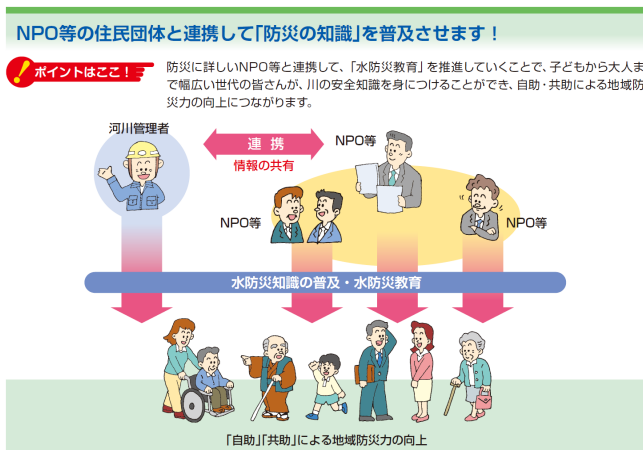 NPO等の住民団体と連携して「防災の知識」を普及させます！
ポイントはここ！
防災に詳しいNPO等と連携して、「水防災教育」を推進していくことで、子どもから大人ま
で幅広い世代の皆さんが、川の安全知識を身につけることができ、自助・共助による地域防
災力の向上につながります。
河川管理者
連携
情報の共有
NPO等
NPO等
NPO等
水防災知識の普及・水防災教育
「自助」「共助」による地域防災力の向上